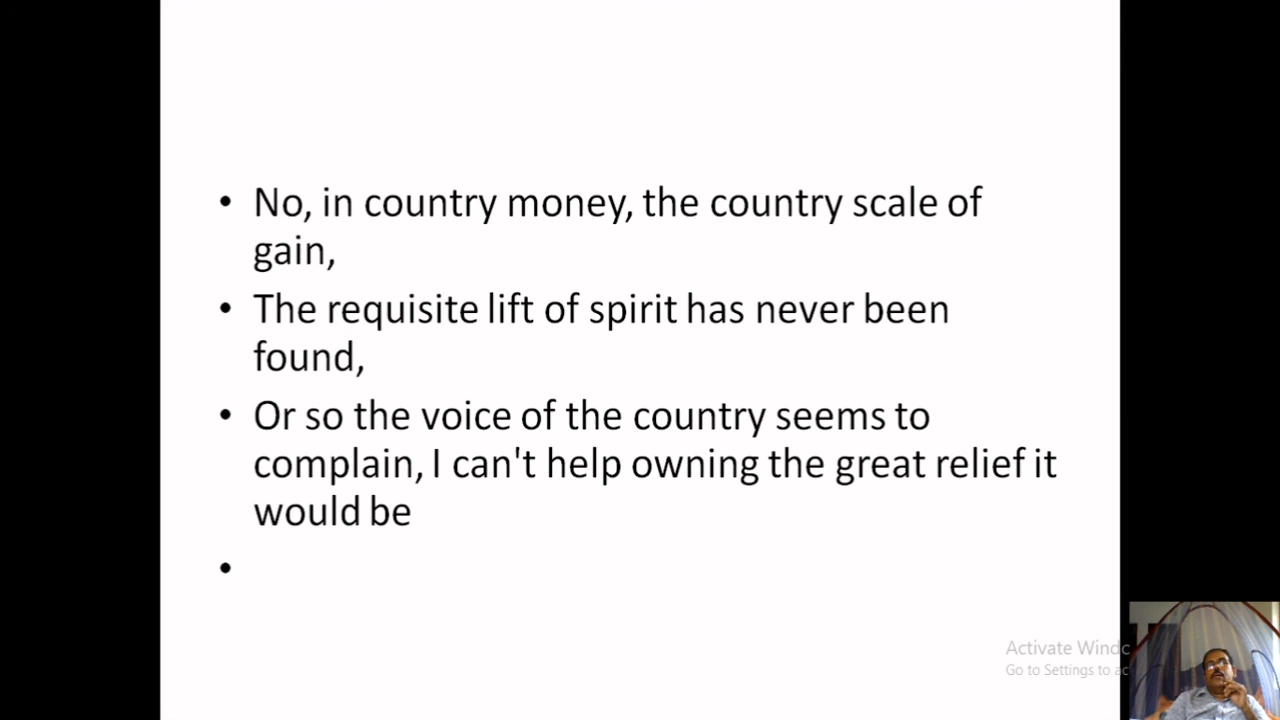 • No, in country money, the country scale of
gain,
• The requisite lift of spirit has never been
found,
• Or so the voice of the country seems to
complain, I can't help owning the great relief it
would be
•
Activate Windc
Go to Settings to ac